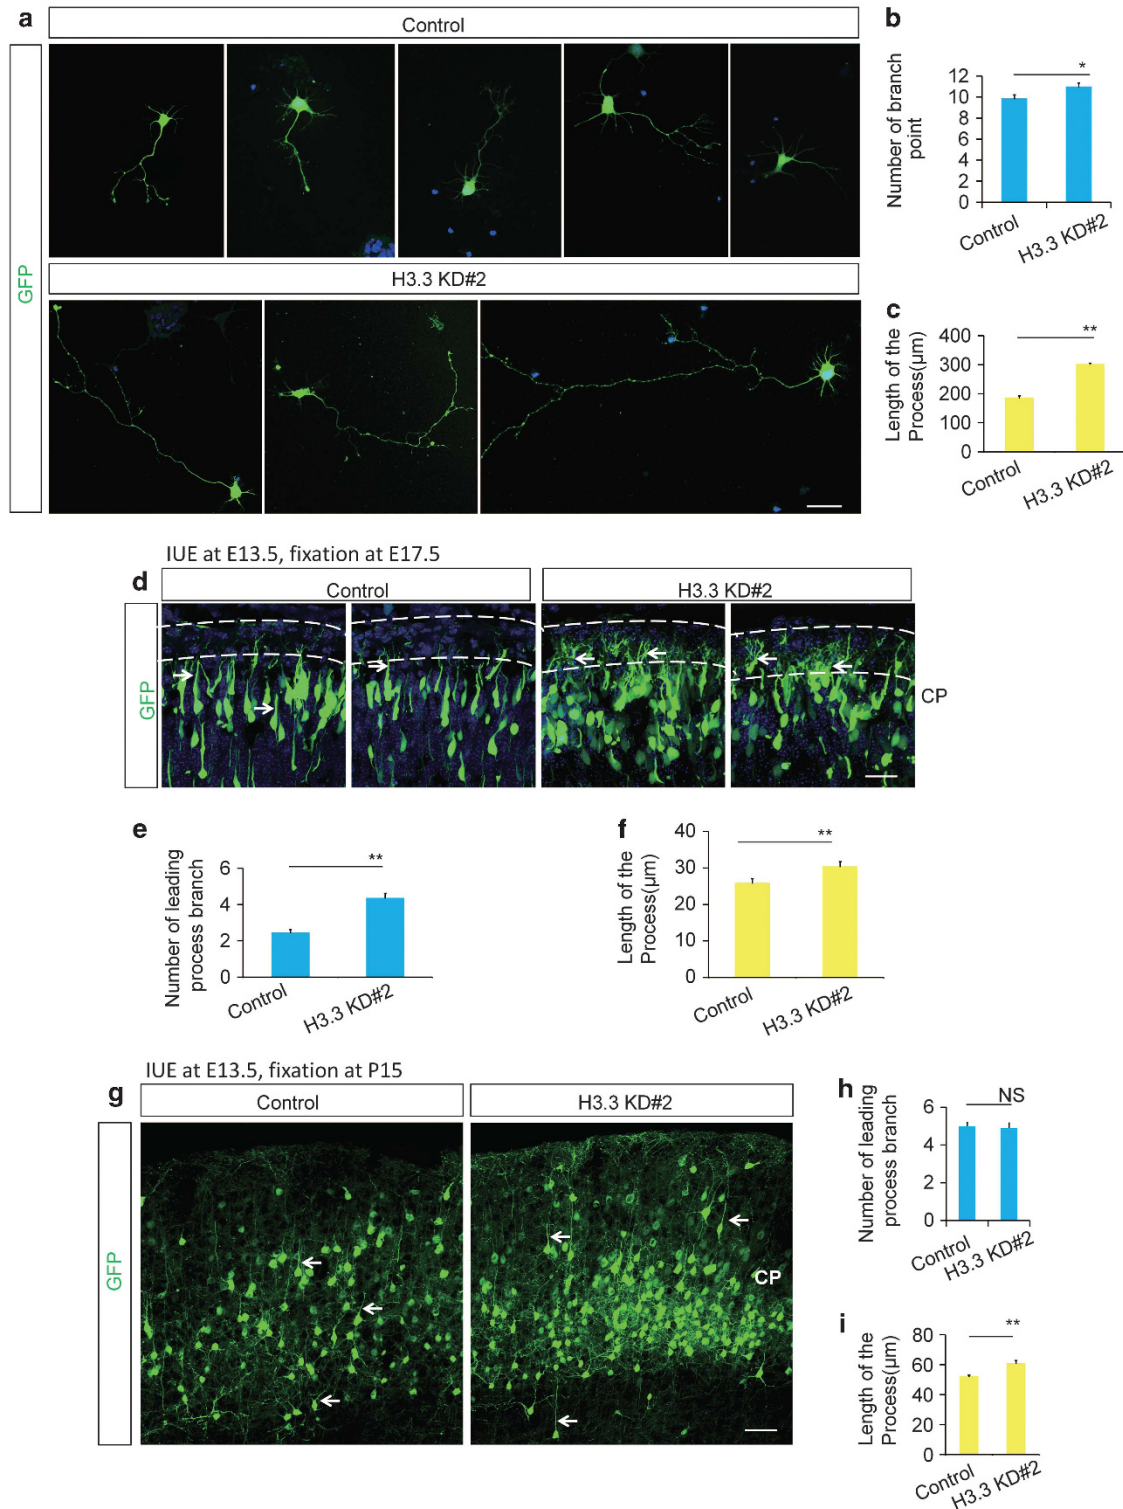 a
Control
GFP
H3.3 KD#2
b
Number of branch
point
12
10
8
6
4
2
0
*
Control
H3.3 KD#2
c
Length of the
Process(μm)
400
300
200
100
0
**
Control
H3.3 KD#2
IUE at E13.5, fixation at E17.5
d
Control
H3.3 KD#2
GFP
CP
e
Number of leading
process branch
6
4
2
0
**
Control
H3.3 KD#2
f
Length of the
Process(μm)
40
30
20
10
0
**
Control
H3.3 KD#2
IUE at E13.5, fixation at P15
g
Control
H3.3 KD#2
GFP
CP
h
Number of leading
process branch
6
4
2
0
NS
Control
H3.3 KD#2
i
Length of the
Process(μm)
80
60
40
20
0
**
Control
H3.3 KD#2